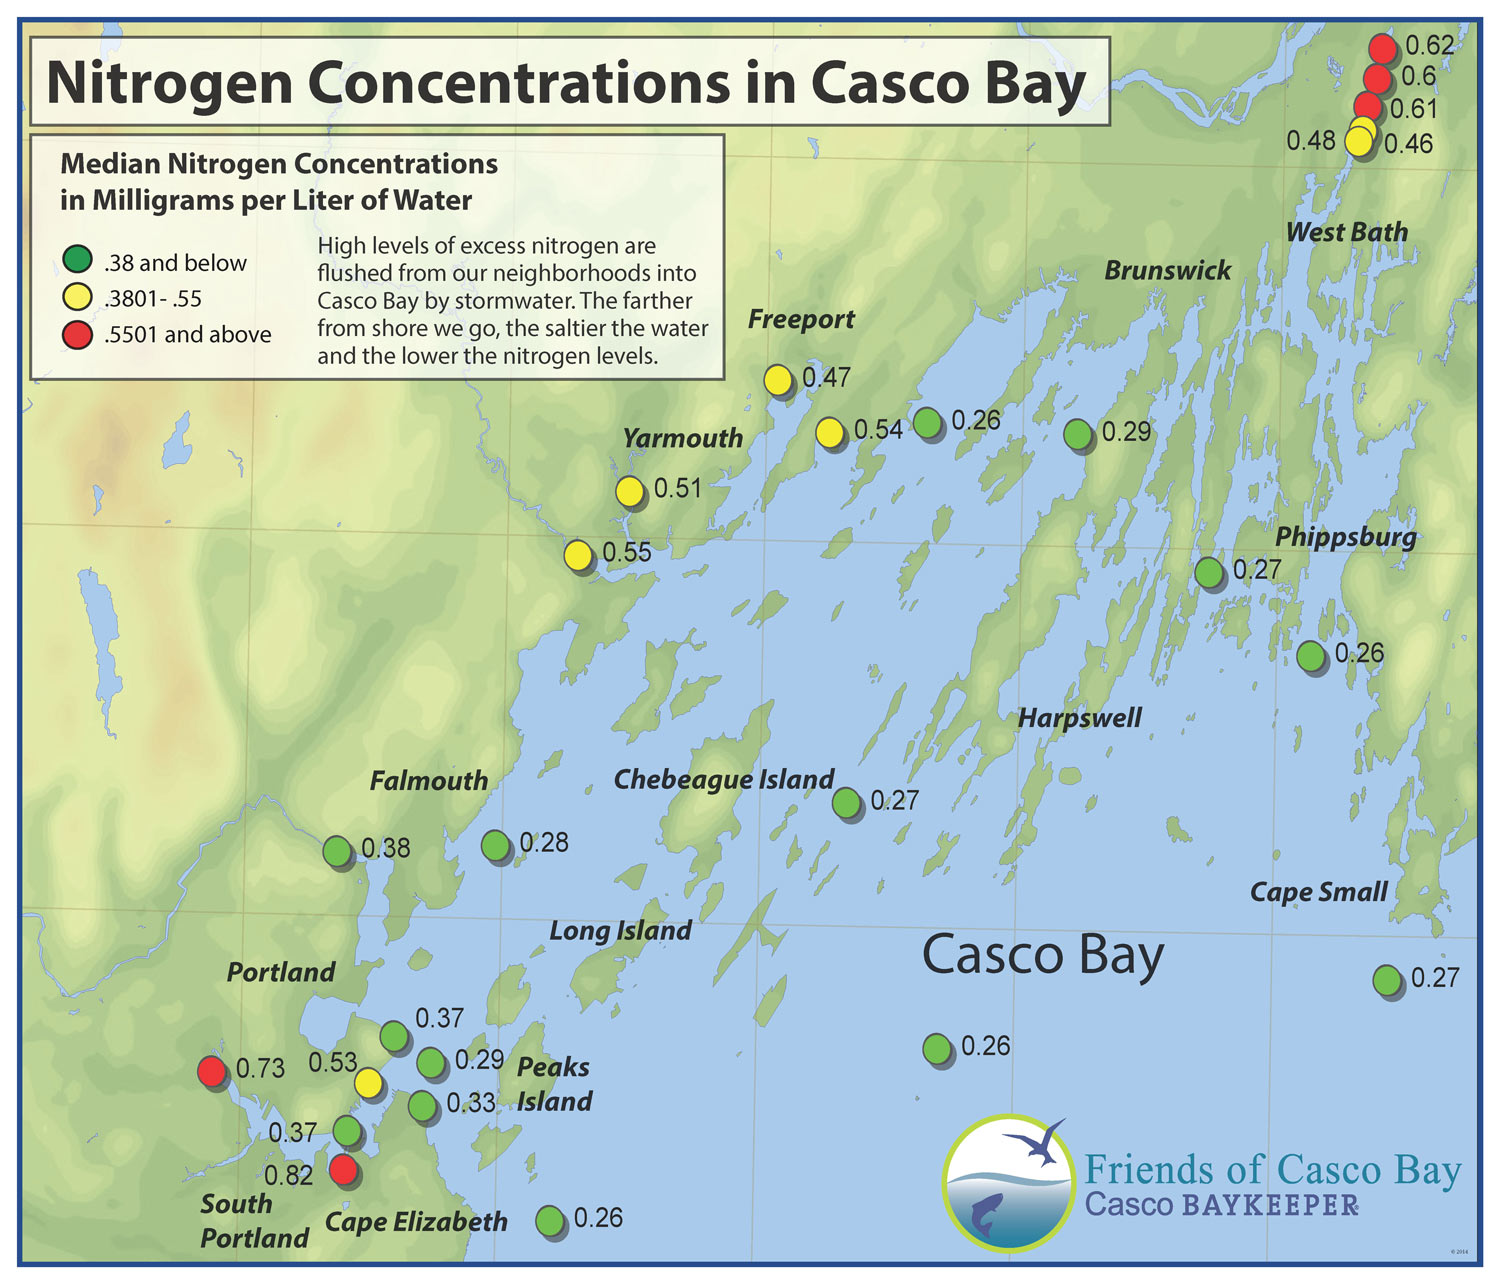 Nitrogen Concentrations in Casco Bay
Median Nitrogen Concentrations
in Milligrams per Liter of Water
.38 and below
.3801- .55
.5501 and above
High levels of excess nitrogen are
flushed from our neighborhoods into
Casco Bay by stormwater. The farther
from shore we go, the saltier the water
and the lower the nitrogen levels.
0.62
0.6
0.61
0.48
0.46
West Bath
Brunswick
Freeport
0.47
0.54
0.26
0.29
Yarmouth
0.51
0.55
Phippsburg
0.27
0.26
Harpswell
Falmouth
Chebeague Island
0.27
0.38
0.28
Cape Small
Long Island
Casco Bay
Portland
0.27
0.37
0.53
0.29
0.26
Peaks
Island
0.73
0.33
0.37
0.82
South
Portland
Cape Elizabeth
0.26
Friends of Casco Bay
Casco BAYKEEPER®
© 2014